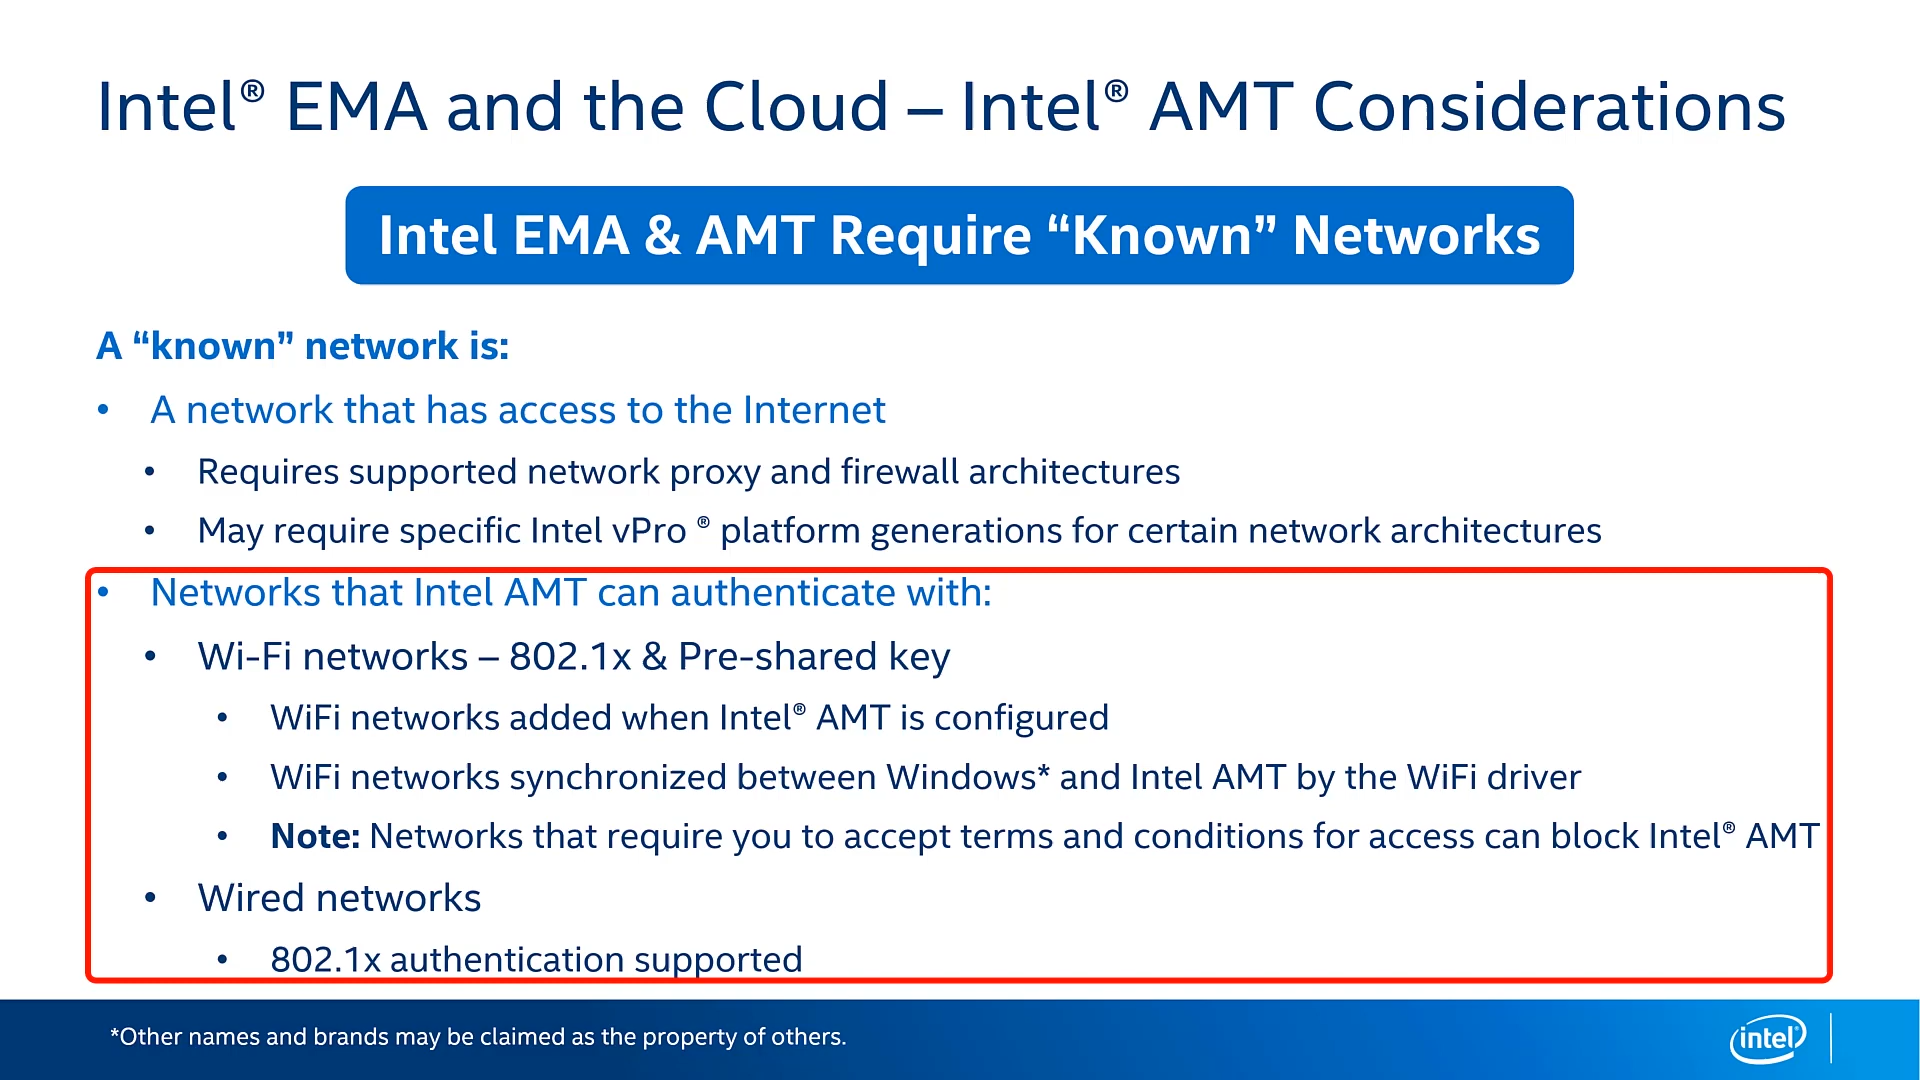 Intel® EMA and the Cloud – Intel® AMT Considerations
Intel EMA & AMT Require “Known” Networks
A “known” network is:
• A network that has access to the Internet
• Requires supported network proxy and firewall architectures
• May require specific Intel vPro ® platform generations for certain network architectures
• Networks that Intel AMT can authenticate with:
• Wi-Fi networks – 802.1x & Pre-shared key
• WiFi networks added when Intel® AMT is configured
• WiFi networks synchronized between Windows* and Intel AMT by the WiFi driver
• Note: Networks that require you to accept terms and conditions for access can block Intel® AMT
• Wired networks
• 802.1x authentication supported
*Other names and brands may be claimed as the property of others.
intel®